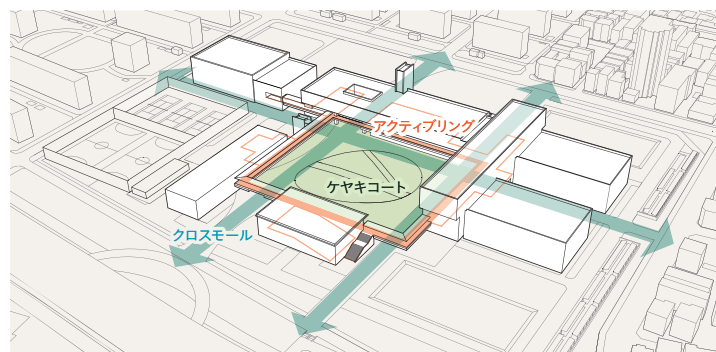 アクティブリング
ケヤキコート
クロスモール